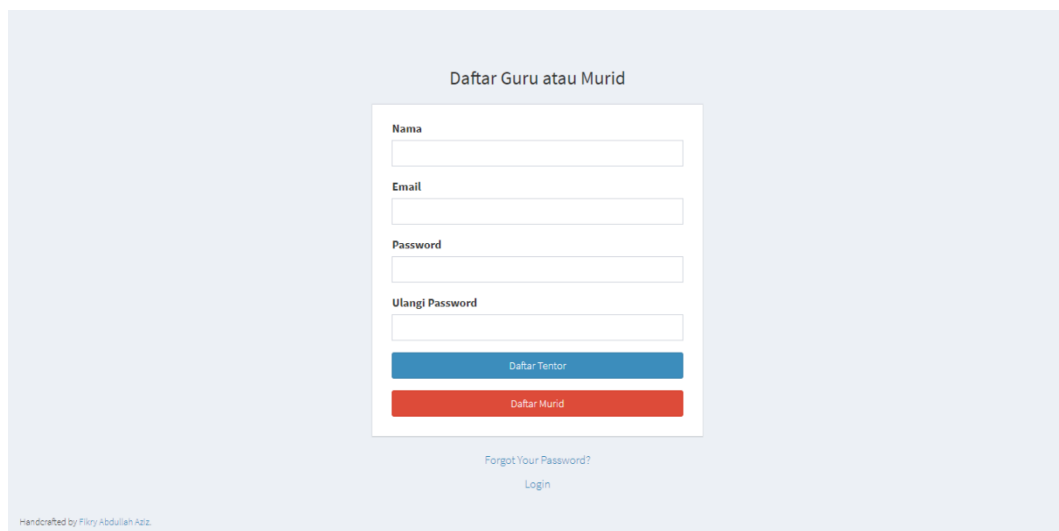 Daftar Guru atau Murid
Nama
Email
Password
Ulangi Password
Daftar Tentor
Daftar Murid
Forgot Your Password?
Login
Handcrafted by Fikry Abdullah Aziz.